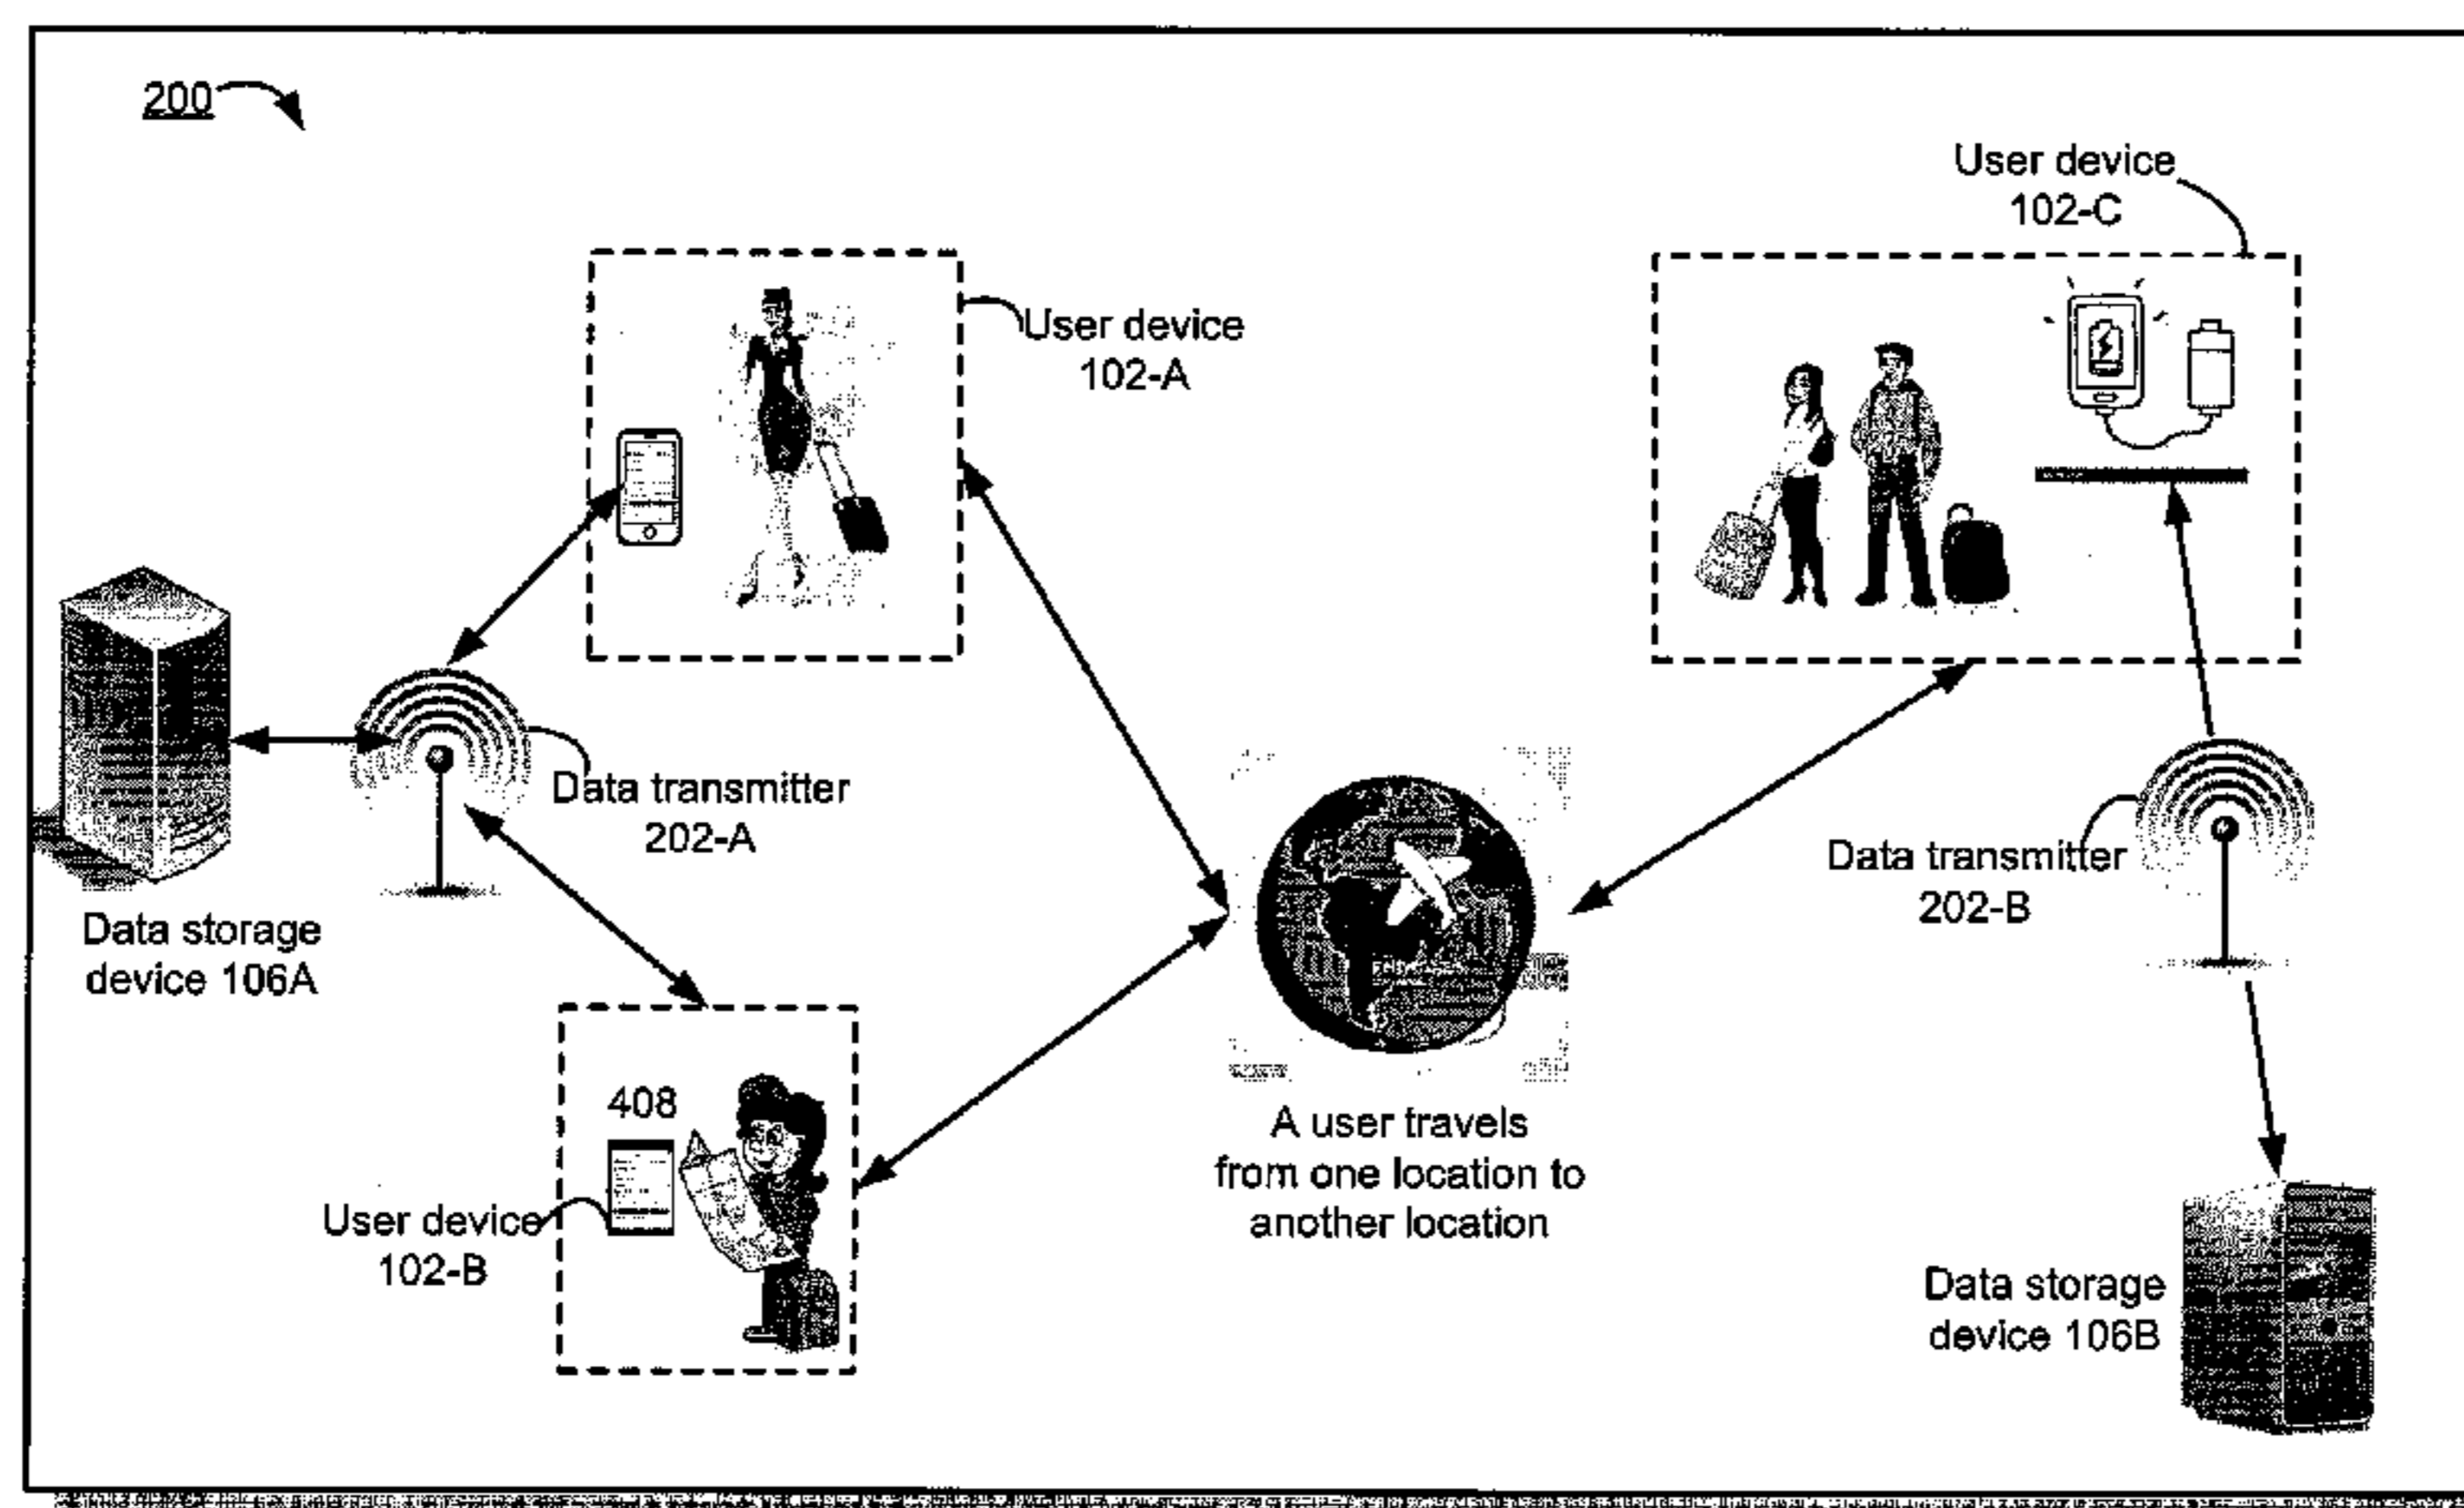 200
User device
102-C
User device
102-A
Data transmitter
202-A
Data transmitter
202-B
Data storage
device 106A
408
User device
102-B
A user travels
from one location to
another location
Data storage
device 106B